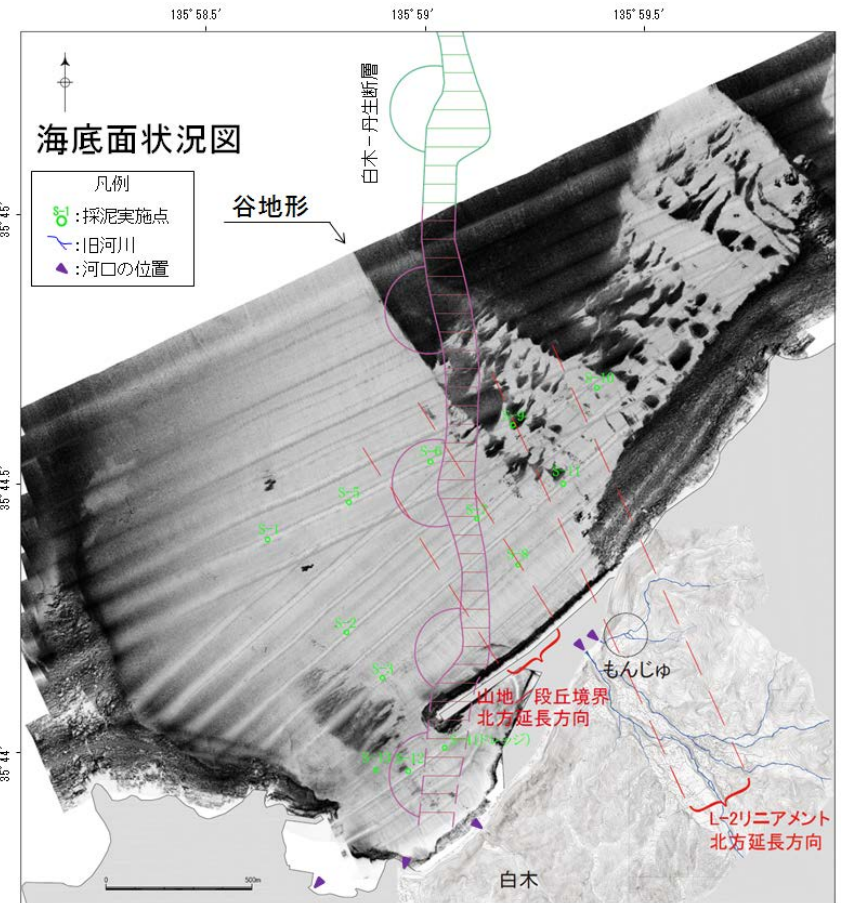 135° 58.5′
135° 59′
135° 59.5′
白木－丹生断層
海底面状況図
凡例
S-1:採泥実施点
:旧河川
:河口の位置
谷地形
35° 45′
S-10
S-9
S-6
S-11
35° 44.5′
S-5
S-7
S-8
S-2
S-3
もんじゅ
山地／段丘境界
北方延長方向
S-12
35° 44′
L-2リニアメント
北方延長方向
白木
0
500m